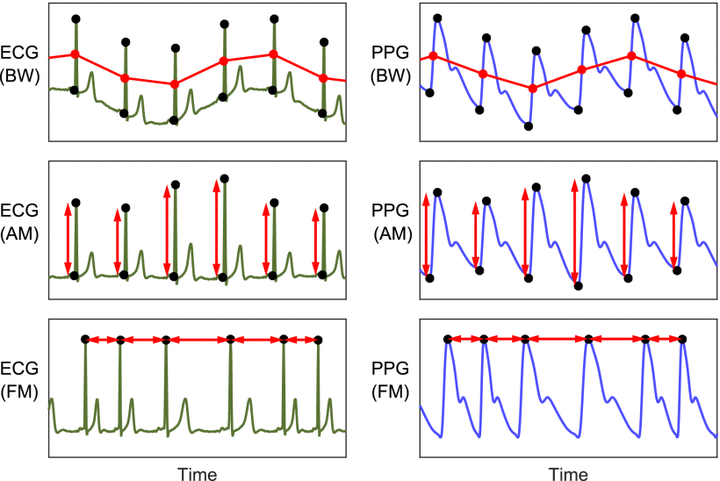 ECG
(BW)
PPG
(BW)
ECG
(AM)
PPG
(AM)
ECG
(FM)
PPG
(FM)
Time
Time